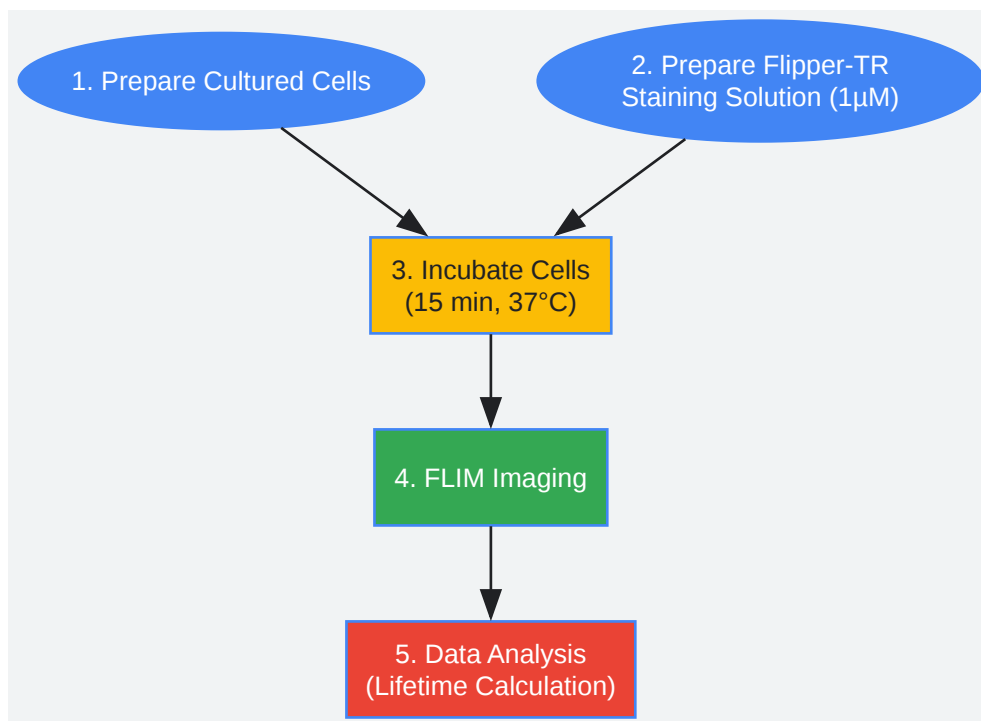 1. Prepare Cultured Cells
2. Prepare Flipper-TR
Staining Solution (1µM)
3. Incubate Cells
(15 min, 37°C)
4. FLIM Imaging
5. Data Analysis
(Lifetime Calculation)